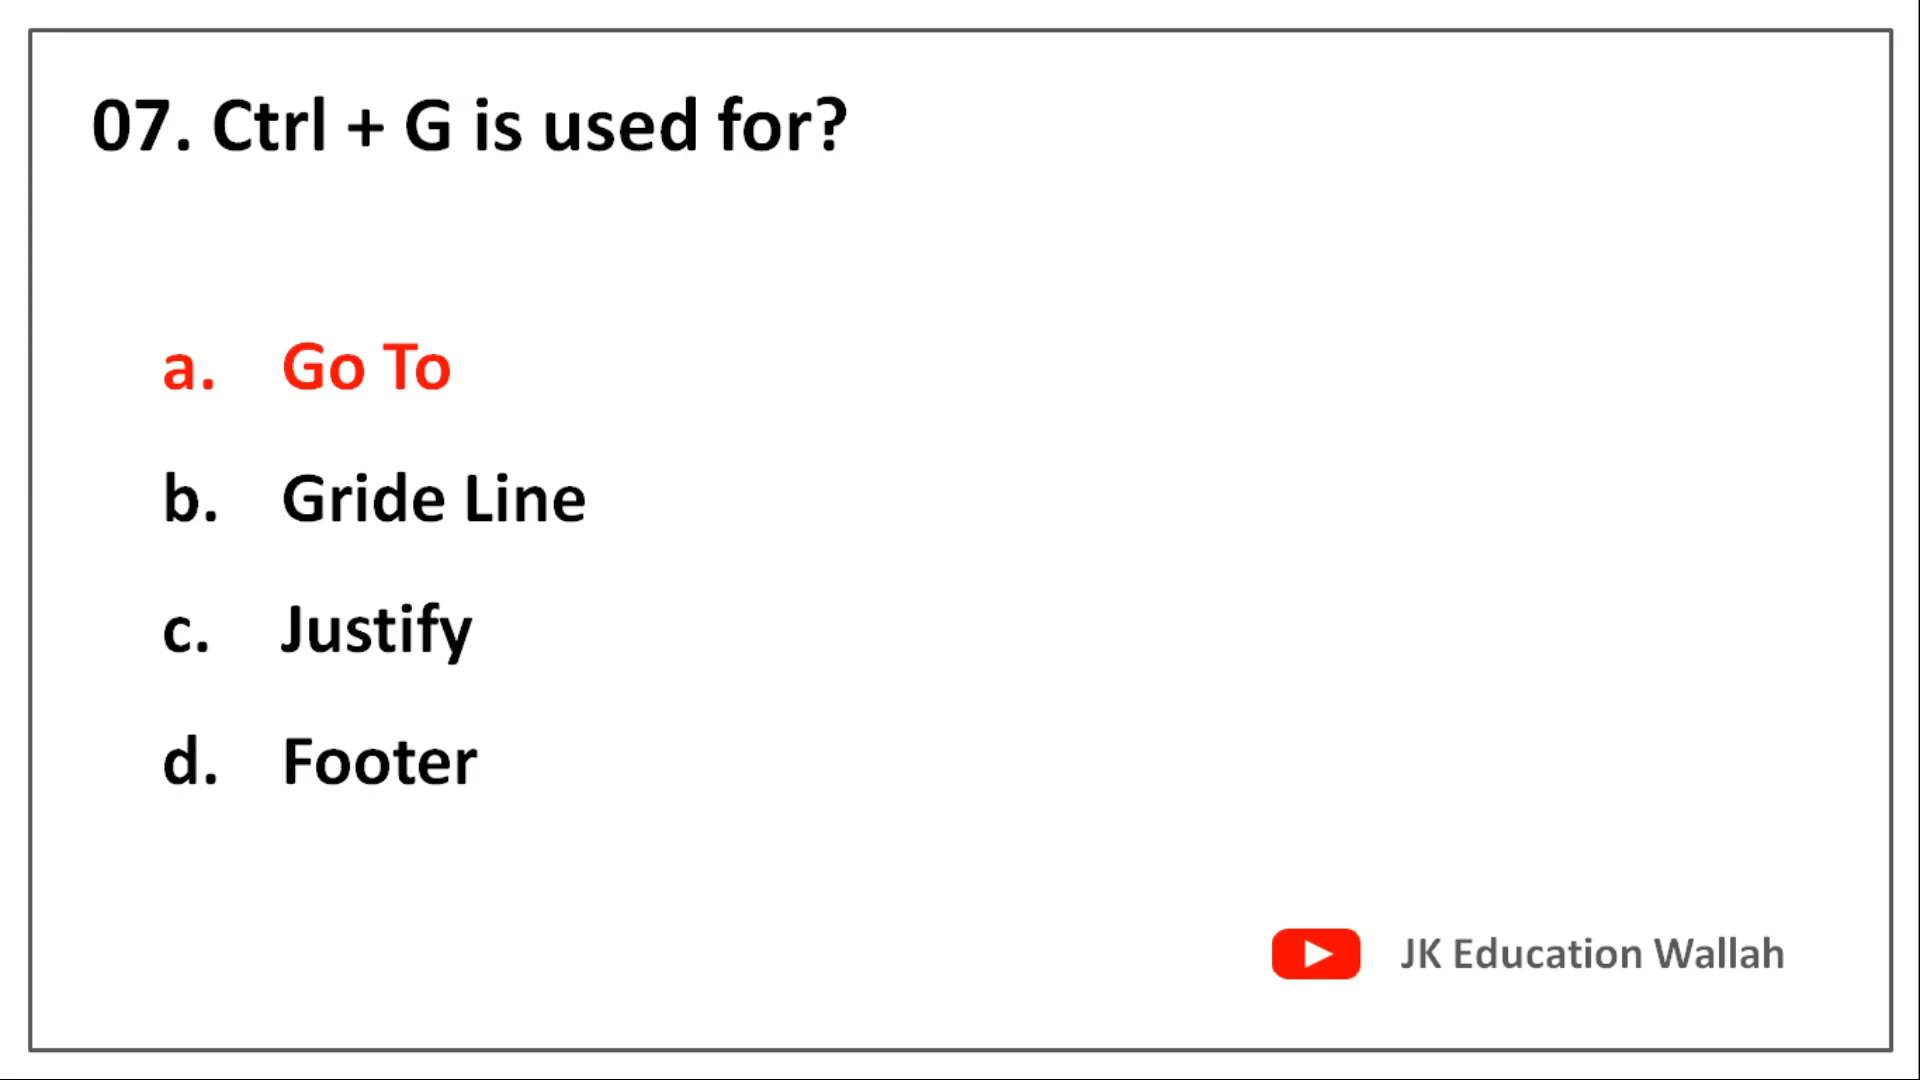 07. Ctrl + G is used for?
a. Go To
b. Gride Line
c. Justify
d. Footer
JK Education Wallah